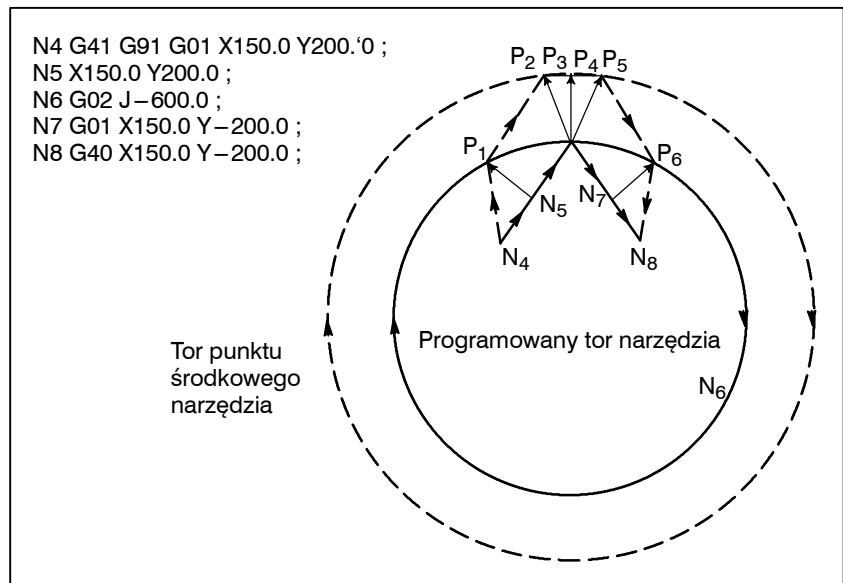 N4 G41 G91 G01 X150.0 Y200.‘0 ;
N5 X150.0 Y200.0 ;
N6 G02 J−600.0 ;
N7 G01 X150.0 Y−200.0 ;
N8 G40 X150.0 Y−200.0 ;
P2 P3 P4 P5
P1 P6
N5 N7
N4 N8
Programowany tor narzędzia
Tor punktu
środkowego
narzędzia
N6